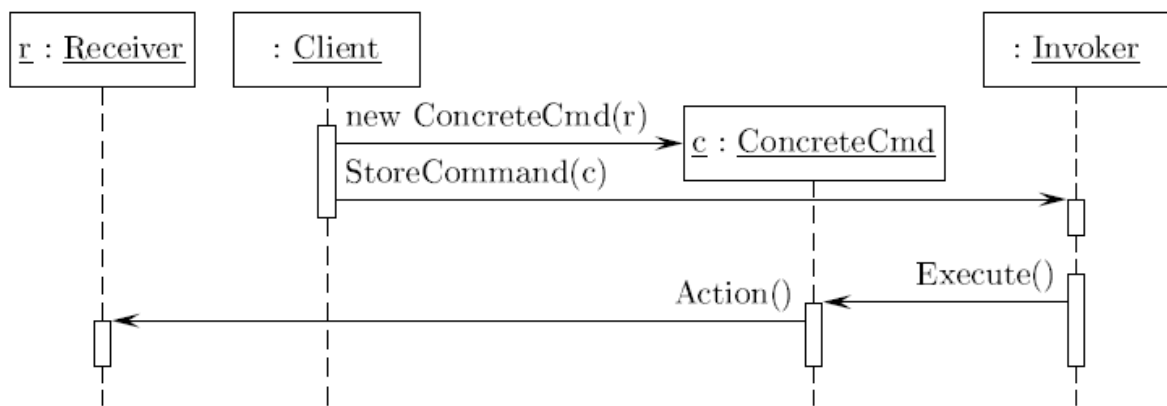 r : Receiver
: Client
: Invoker
new ConcreteCmd(r)
c : ConcreteCmd
StoreCommand(c)
Execute()
Action()